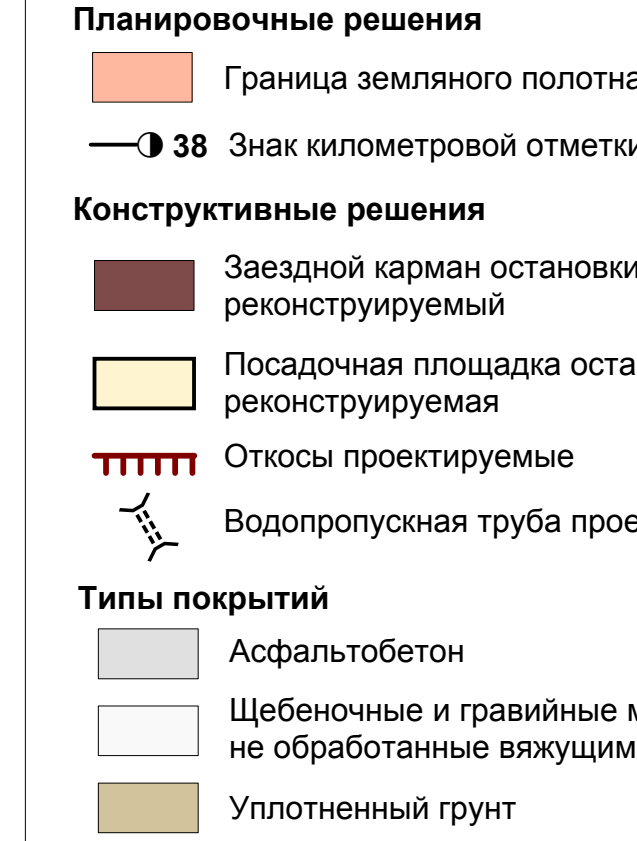 Планировочные решения
Граница земляного полотна
38 Знак километровой отметки
Конструктивные решения
Заездной карман остановки
реконструируемый
Посадочная площадка оста
реконструируемая
Откосы проектируемые
Водопропускная труба прое
Типы покрытий
Асфальтобетон
Щебеночные и гравийные
не обработанные вяжущим
Уплотненный грунт